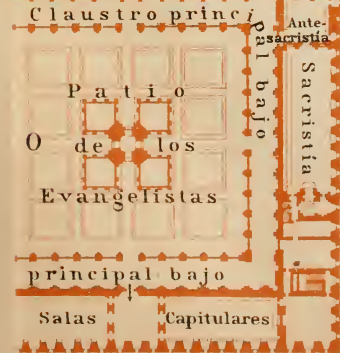 Claustro principal bajo
Ante-
sacristía
Sacristía
Patio
O de los
Evangelistas
principal bajo
Salas
Capitulares